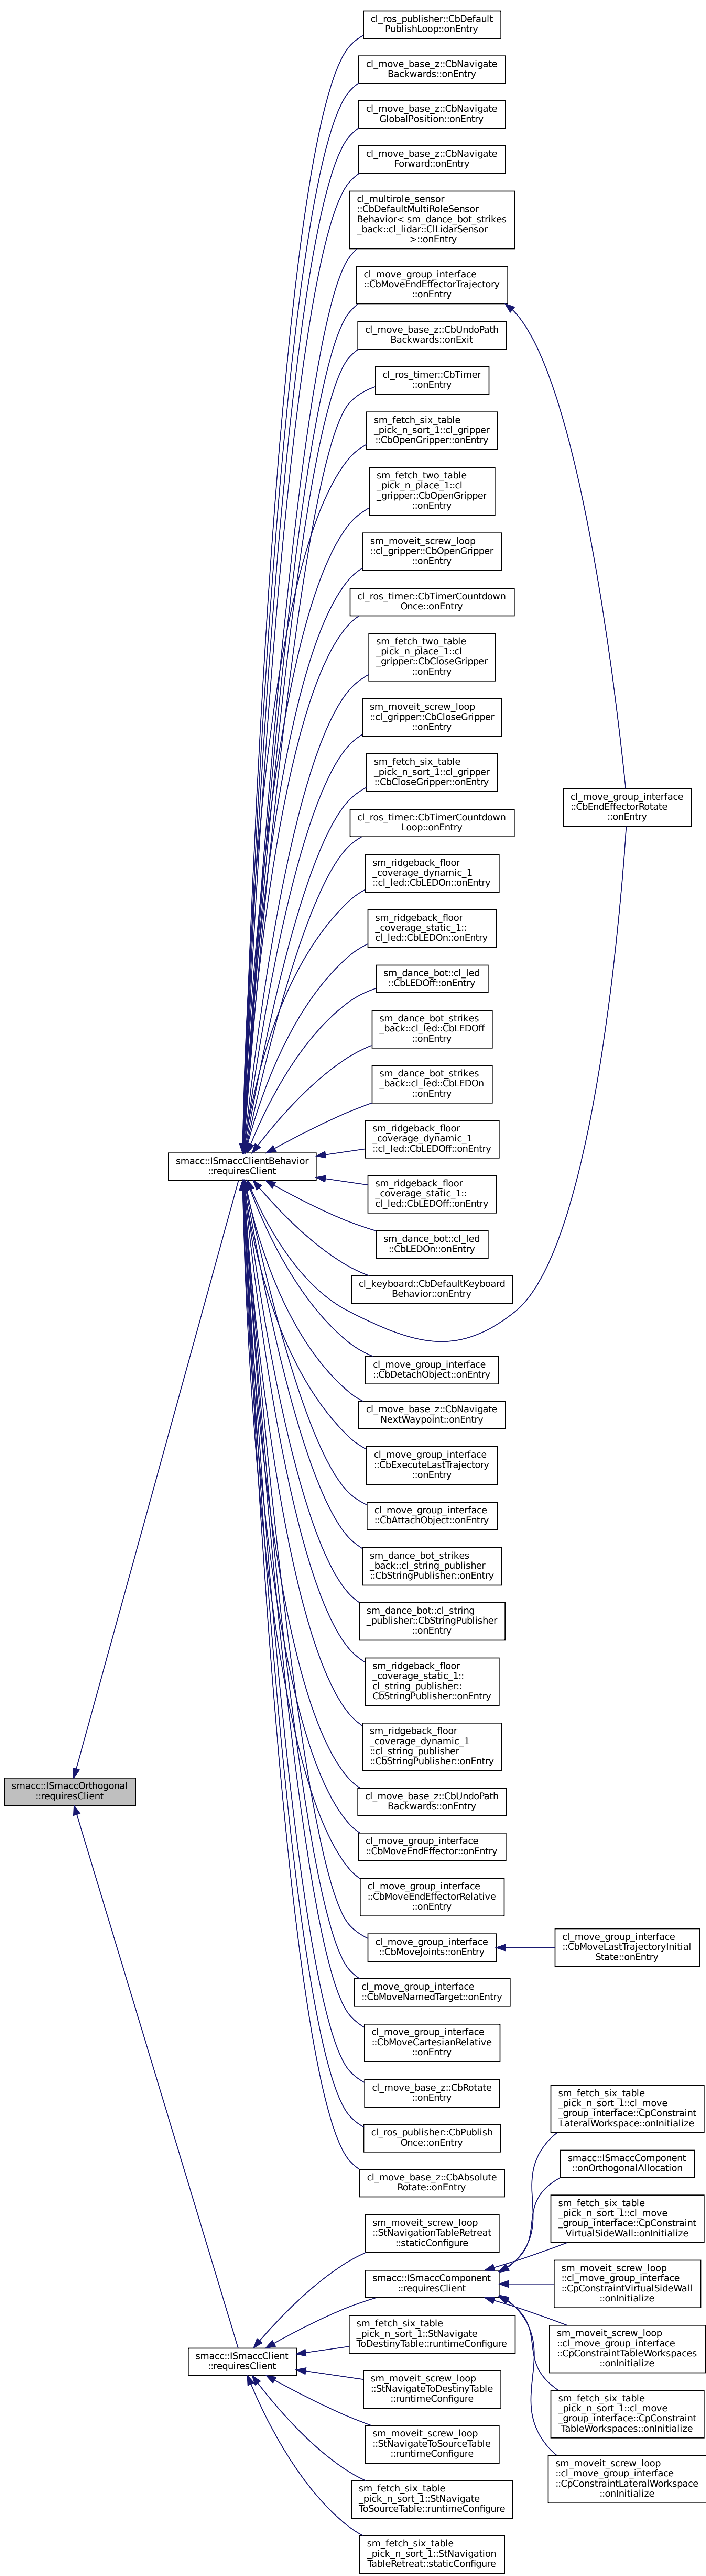 cl_ros_publisher::CbDefault
PublishLoop::onEntry
cl_move_base_z::CbNavigate
Backwards::onEntry
cl_move_base_z::CbNavigate
GlobalPosition::onEntry
cl_move_base_z::CbNavigate
Forward::onEntry
cl_multirole_sensor
::CbDefaultMultiRoleSensor
Behavior< sm_dance_bot_strikes
_back::cl_lidar::ClLidarSensor
>::onEntry
cl_move_group_interface
::CbMoveEndEffectorTrajectory
::onEntry
cl_move_base_z::CbUndoPath
Backwards::onExit
cl_ros_timer::CbTimer
::onEntry
sm_fetch_six_table
_pick_n_sort_1::cl_gripper
::CbOpenGripper::onEntry
sm_fetch_two_table
_pick_n_place_1::cl
_gripper::CbOpenGripper
::onEntry
sm_moveit_screw_loop
::cl_gripper::CbOpenGripper
::onEntry
cl_ros_timer::CbTimerCountdown
Once::onEntry
sm_fetch_two_table
_pick_n_place_1::cl
_gripper::CbCloseGripper
::onEntry
sm_moveit_screw_loop
::cl_gripper::CbCloseGripper
::onEntry
sm_fetch_six_table
_pick_n_sort_1::cl_gripper
::CbCloseGripper::onEntry
cl_move_group_interface
::CbEndEffectorRotate
::onEntry
cl_ros_timer::CbTimerCountdown
Loop::onEntry
sm_ridgeback_floor
_coverage_dynamic_1
::cl_led::CbLEDOn::onEntry
sm_ridgeback_floor
_coverage_static_1::
cl_led::CbLEDOn::onEntry
sm_dance_bot::cl_led
::CbLEDOff::onEntry
sm_dance_bot_strikes
_back::cl_led::CbLEDOff
::onEntry
sm_dance_bot_strikes
_back::cl_led::CbLEDOn
::onEntry
sm_ridgeback_floor
_coverage_dynamic_1
::cl_led::CbLEDOff::onEntry
smacc::ISmaccClientBehavior
::requiresClient
sm_ridgeback_floor
_coverage_static_1::
cl_led::CbLEDOff::onEntry
sm_dance_bot::cl_led
::CbLEDOn::onEntry
cl_keyboard::CbDefaultKeyboard
Behavior::onEntry
cl_move_group_interface
::CbDetachObject::onEntry
cl_move_base_z::CbNavigate
NextWaypoint::onEntry
cl_move_group_interface
::CbExecuteLastTrajectory
::onEntry
cl_move_group_interface
::CbAttachObject::onEntry
sm_dance_bot_strikes
_back::cl_string_publisher
::CbStringPublisher::onEntry
sm_dance_bot::cl_string
_publisher::CbStringPublisher
::onEntry
sm_ridgeback_floor
_coverage_static_1::
cl_string_publisher::
CbStringPublisher::onEntry
sm_ridgeback_floor
_coverage_dynamic_1
::cl_string_publisher
::CbStringPublisher::onEntry
smacc::ISmaccOrthogonal
::requiresClient
cl_move_base_z::CbUndoPath
Backwards::onEntry
cl_move_group_interface
::CbMoveEndEffector::onEntry
cl_move_group_interface
::CbMoveEndEffectorRelative
::onEntry
cl_move_group_interface
::CbMoveJoints::onEntry
cl_move_group_interface
::CbMoveLastTrajectoryInitial
State::onEntry
cl_move_group_interface
::CbMoveNamedTarget::onEntry
cl_move_group_interface
::CbMoveCartesianRelative
::onEntry
cl_move_base_z::CbRotate
::onEntry
cl_ros_publisher::CbPublish
Once::onEntry
cl_move_base_z::CbAbsolute
Rotate::onEntry
sm_fetch_six_table
_pick_n_sort_1::cl_move
_group_interface::CpConstraint
LateralWorkspace::onInitialize
smacc::ISmaccComponent
::onOrthogonalAllocation
sm_moveit_screw_loop
::StNavigationTableRetreat
::staticConfigure
sm_fetch_six_table
_pick_n_sort_1::cl_move
_group_interface::CpConstraint
VirtualSideWall::onInitialize
smacc::ISmaccComponent
::requiresClient
sm_moveit_screw_loop
::cl_move_group_interface
::CpConstraintVirtualSideWall
::onInitialize
smacc::ISmaccClient
::requiresClient
sm_fetch_six_table
_pick_n_sort_1::StNavigate
ToDestinyTable::runtimeConfigure
sm_moveit_screw_loop
::cl_move_group_interface
::CpConstraintTableWorkspaces
::onInitialize
sm_moveit_screw_loop
::StNavigateToDestinyTable
::runtimeConfigure
sm_fetch_six_table
_pick_n_sort_1::cl_move
_group_interface::CpConstraint
TableWorkspaces::onInitialize
sm_moveit_screw_loop
::StNavigateToSourceTable
::runtimeConfigure
sm_moveit_screw_loop
::cl_move_group_interface
::CpConstraintLateralWorkspace
::onInitialize
sm_fetch_six_table
_pick_n_sort_1::StNavigate
ToSourceTable::runtimeConfigure
sm_fetch_six_table
_pick_n_sort_1::StNavigation
TableRetreat::staticConfigure